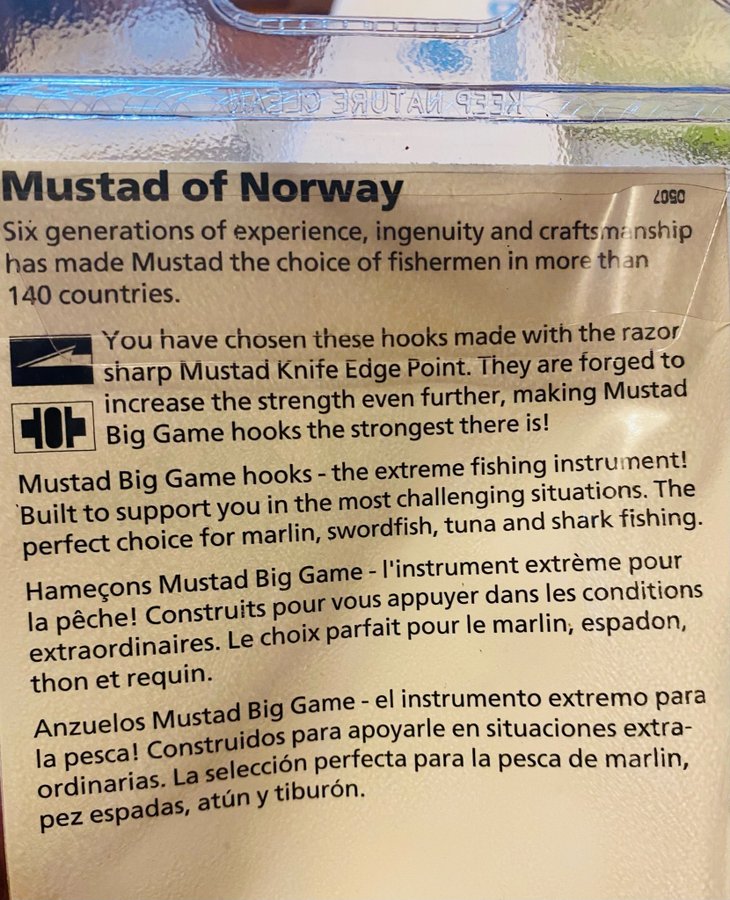 KEEP NATURE CLEAN
Mustad of Norway
0507
Six generations of experience, ingenuity and craftsmanship
has made Mustad the choice of fishermen in more than
140 countries.
You have chosen these hooks made with the razor
sharp Mustad Knife Edge Point. They are forged to
increase the strength even further, making Mustad
Big Game hooks the strongest there is!
Mustad Big Game hooks - the extreme fishing instrument!
Built to support you in the most challenging situations. The
perfect choice for marlin, swordfish, tuna and shark fishing.
Hameçons Mustad Big Game - l'instrument extrème pour
la pêche! Construits pour vous appuyer dans les conditions
extraordinaires. Le choix parfait pour le marlin, espadon,
thon et requin.
Anzuelos Mustad Big Game - el instrumento extremo para
la pesca! Construidos para apoyarle en situaciones extra-
ordinarias. La selección perfecta para la pesca de marlin,
pez espadas, atún y tiburón.